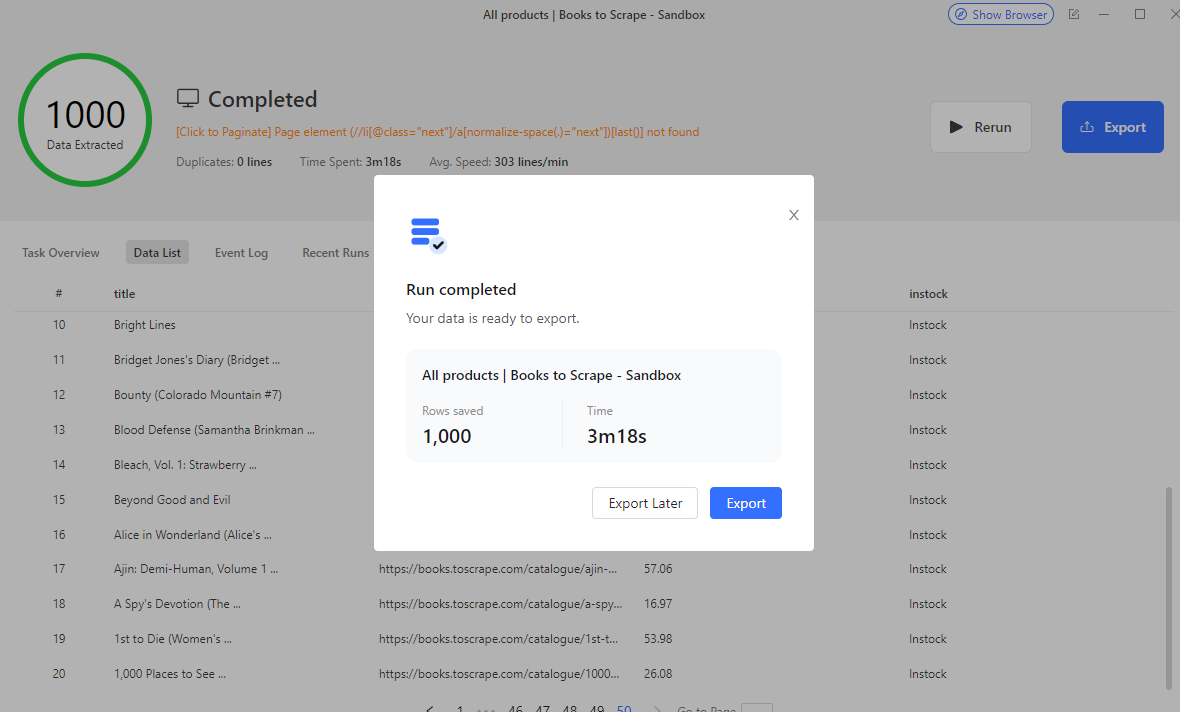 All products | Books to Scrape - Sandbox
Show Browser
1000
Data Extracted
Completed
[Click to Paginate] Page element (//li[@class="next"]/a[normalize-space(.)="next"])[last()] not found
Duplicates: 0 lines Time Spent: 3m18s Avg. Speed: 303 lines/min
Rerun
Export
Task Overview Data List Event Log Recent Runs
# title instock
10 Bright Lines Instock
11 Bridget Jones's Diary (Bridget ... Instock
12 Bounty (Colorado Mountain #7) Instock
13 Blood Defense (Samantha Brinkman ... Instock
14 Bleach, Vol. 1: Strawberry ... Instock
15 Beyond Good and Evil Instock
16 Alice in Wonderland (Alice's ... Instock
17 Ajin: Demi-Human, Volume 1 ... https://books.toscrape.com/catalogue/ajin-... 57.06 Instock
18 A Spy's Devotion (The ... https://books.toscrape.com/catalogue/a-spy... 16.97 Instock
19 1st to Die (Women's ... https://books.toscrape.com/catalogue/1st-t... 53.98 Instock
20 1,000 Places to See ... https://books.toscrape.com/catalogue/1000... 26.08 Instock
1 ••• 46 47 48 49 50 Go to Page
Run completed
Your data is ready to export.
All products | Books to Scrape - Sandbox
Rows saved Time
1,000 3m18s
Export Later Export